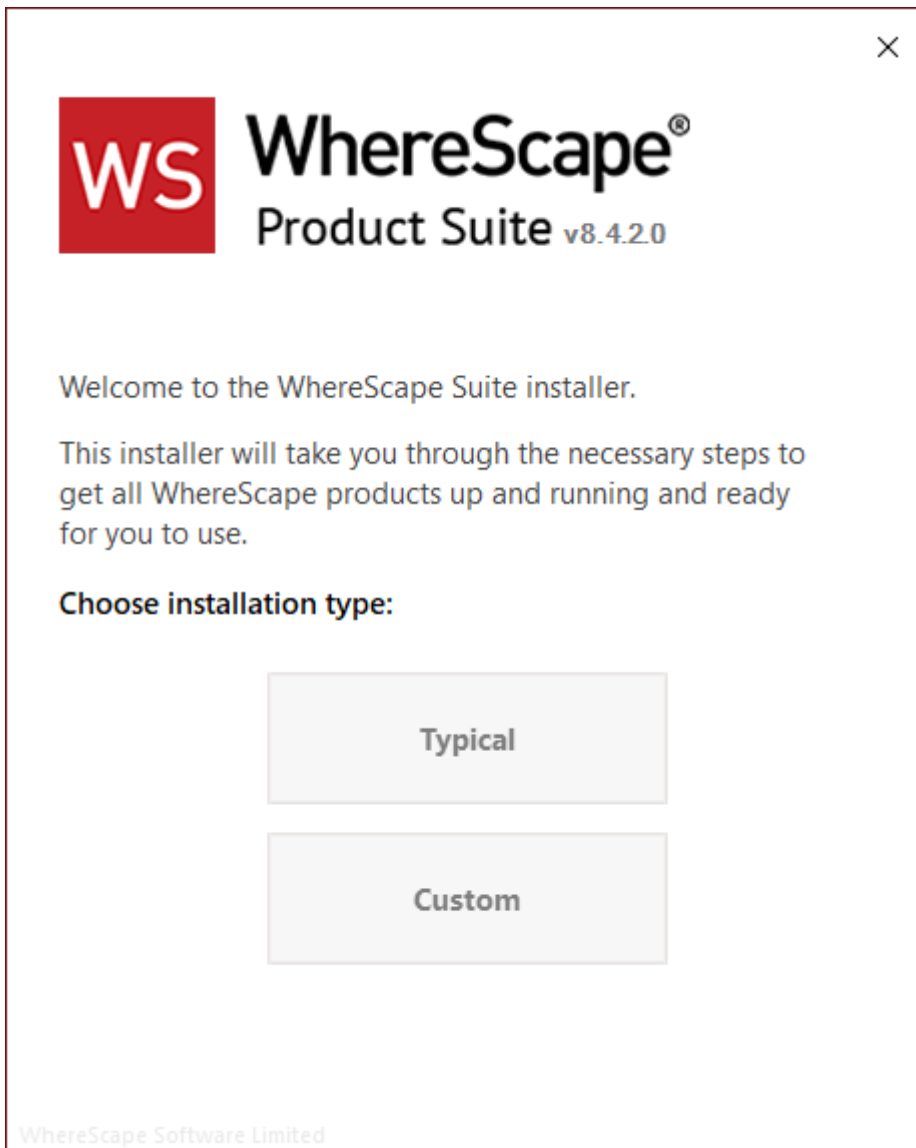 WS
WhereScape®
Product Suite v8.4.2.0
Welcome to the WhereScape Suite installer.
This installer will take you through the necessary steps to
get all WhereScape products up and running and ready
for you to use.
Choose installation type:
Typical
Custom
WhereScape Software Limited